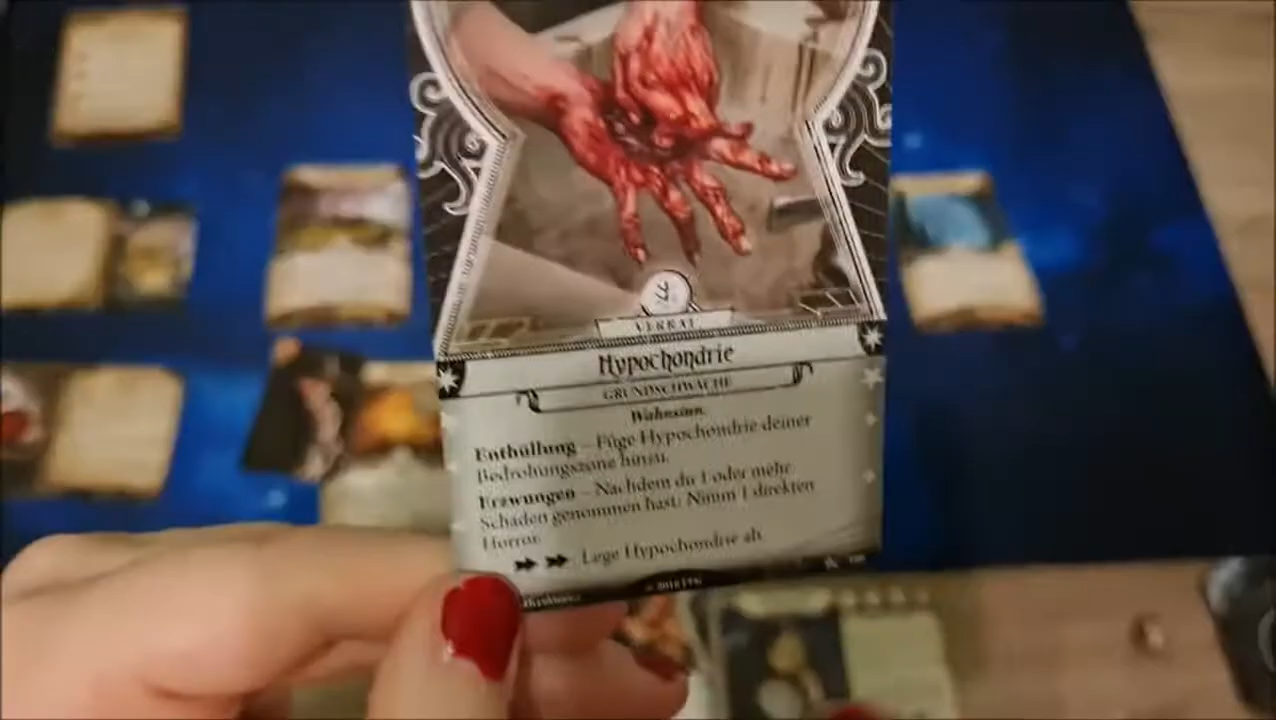 VERRAT
Hypochondrie
GRUNDSCHWÄCHE
Wahnsinn.
Enthüllung – Füge Hypochondrie deiner
Bedrohungszone hinzu.
Erzwungen – Nachdem du 1 oder mehr
Schaden genommen hast: Nimm 1 direkten
Horror.
Lege Hypochondrie ab.